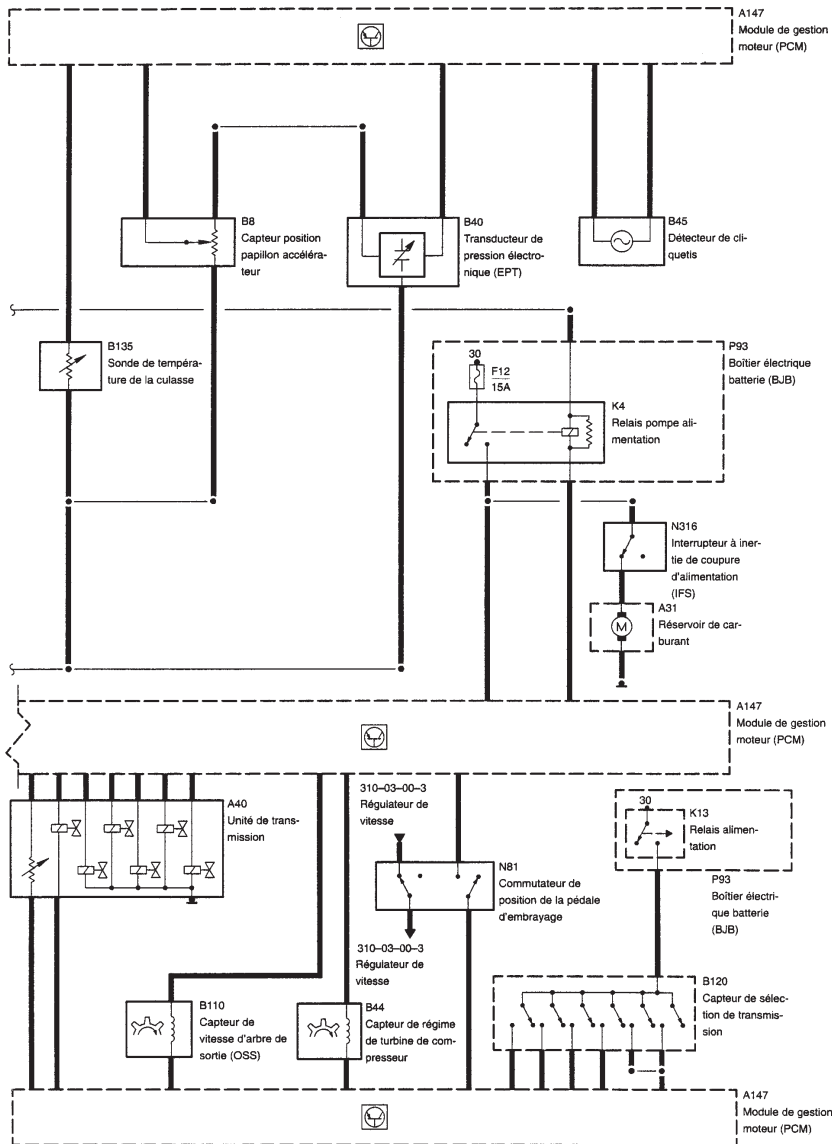 A147
Module de gestion
moteur (PCM)
B8
Capteur position
papillon accéléra-
teur
B40
Transducteur de
pression électro-
nique (EPT)
B45
Détecteur de cli-
quetis
B135
Sonde de tempéra-
ture de la culasse
P93
Boîtier électrique
batterie (BJB)
30
F12
15A
K4
Relais pompe ali-
mentation
N316
Interrupteur à iner-
tie de coupure
d'alimentation
(IFS)
A31
Réservoir de car-
burant
M
A147
Module de gestion
moteur (PCM)
A40
Unité de trans-
mission
310–03–00–3
Régulateur de
vitesse
N81
Commutateur de
position de la pédale
d'embrayage
310–03–00–3
Régulateur de
vitesse
30
K13
Relais alimen-
tation
P93
Boîtier électri-
que batterie
(BJB)
B110
Capteur de
vitesse d'arbre de
sortie (OSS)
B44
Capteur de régime
de turbine de com-
presseur
B120
Capteur de sélec-
tion de transmis-
sion
A147
Module de gestion
moteur (PCM)